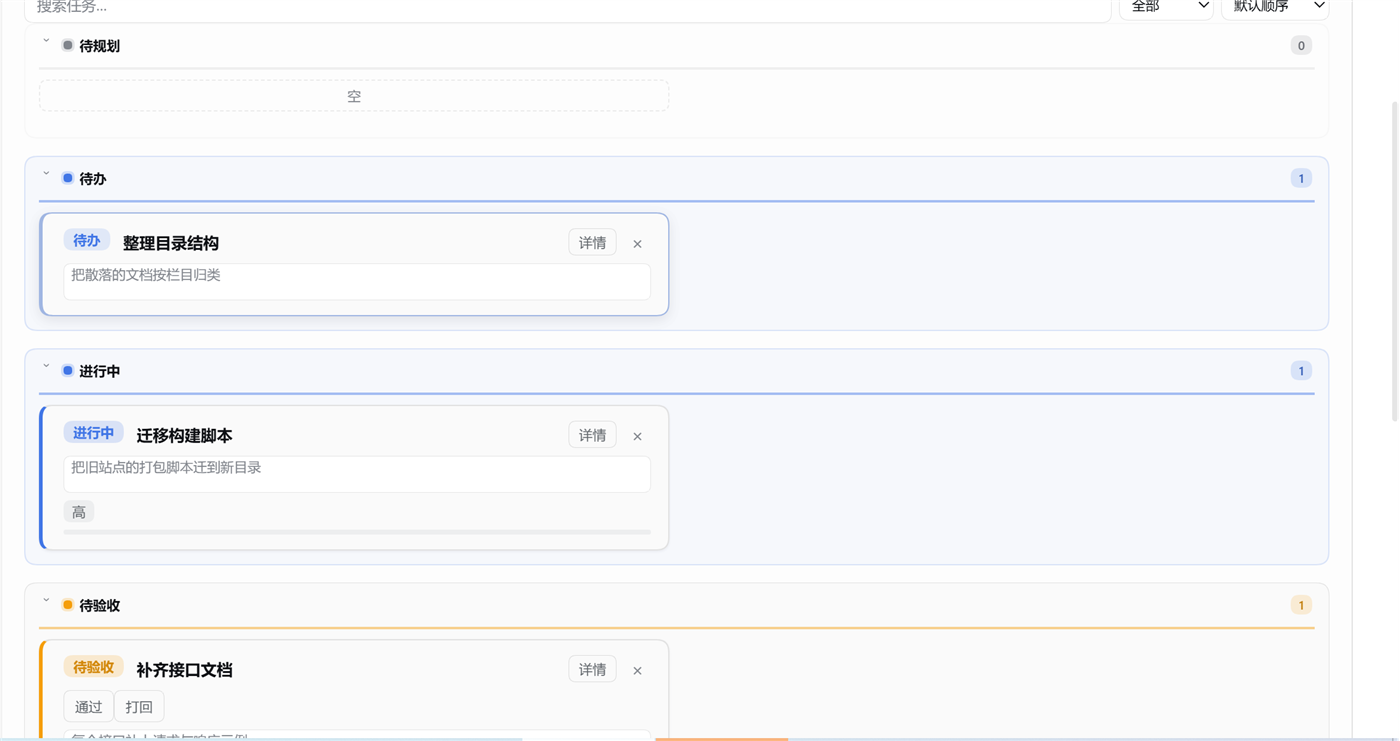 搜索任务... 全部 默认顺序
待规划 0
空
待办 1
待办 整理目录结构 详情 ×
把散落的文档按栏目归类
进行中 1
进行中 迁移构建脚本 详情 ×
把旧站点的打包脚本迁到新目录
高
待验收 1
待验收 补齐接口文档 详情 ×
通过 打回